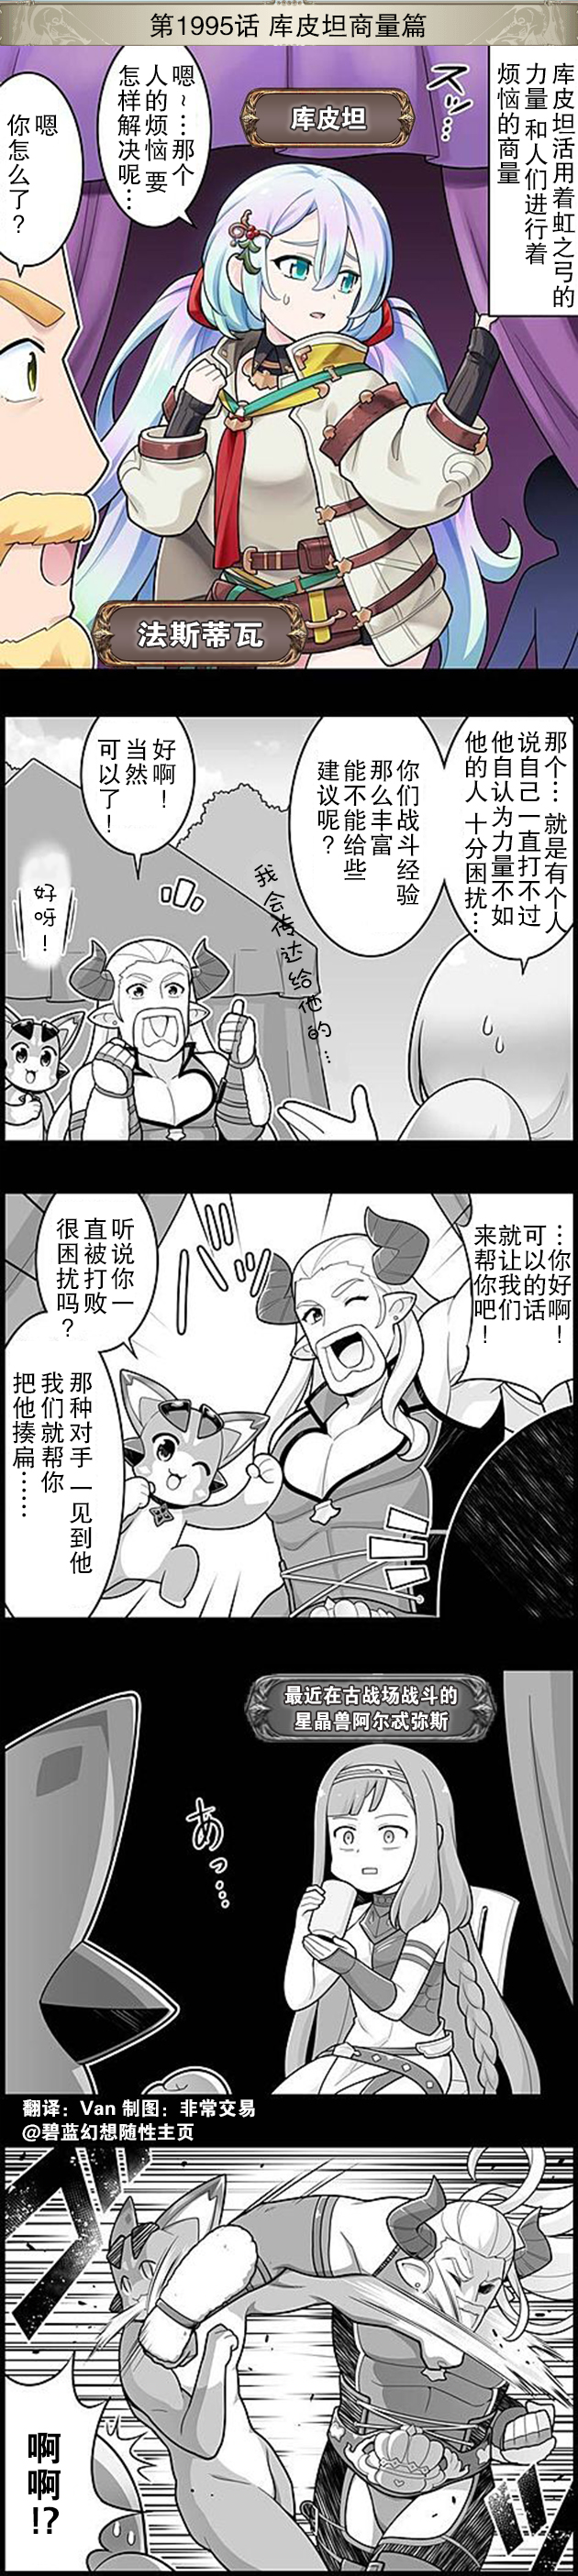 第1995话 库皮坦商量篇
库皮坦活用着虹之弓的
力量 和人们进行着
烦恼的商量
スッ…
库皮坦
嗯~…那个
人的烦恼要
怎样解决呢…
嗯
你怎么了?
法斯蒂瓦
那个…就是有个人
说自己一直打不过
他自认为力量不如
他的人 十分困扰…
你们战斗经验
那么丰富
能不能给些
建议呢?
好啊!
当然
可以了!
我会传达给他的…
好呀!
…你好啊!
可以的话
就让我们
来帮你吧!
听说你一
直被打败
很困扰吗?
那种对手 一见到他
我们就帮你
把他揍扁……
最近在古战场战斗的
星晶兽阿尔忒弥斯
あっ…
翻译：Van 制图：非常交易
@碧蓝幻想随性主页
啊
啊
!?